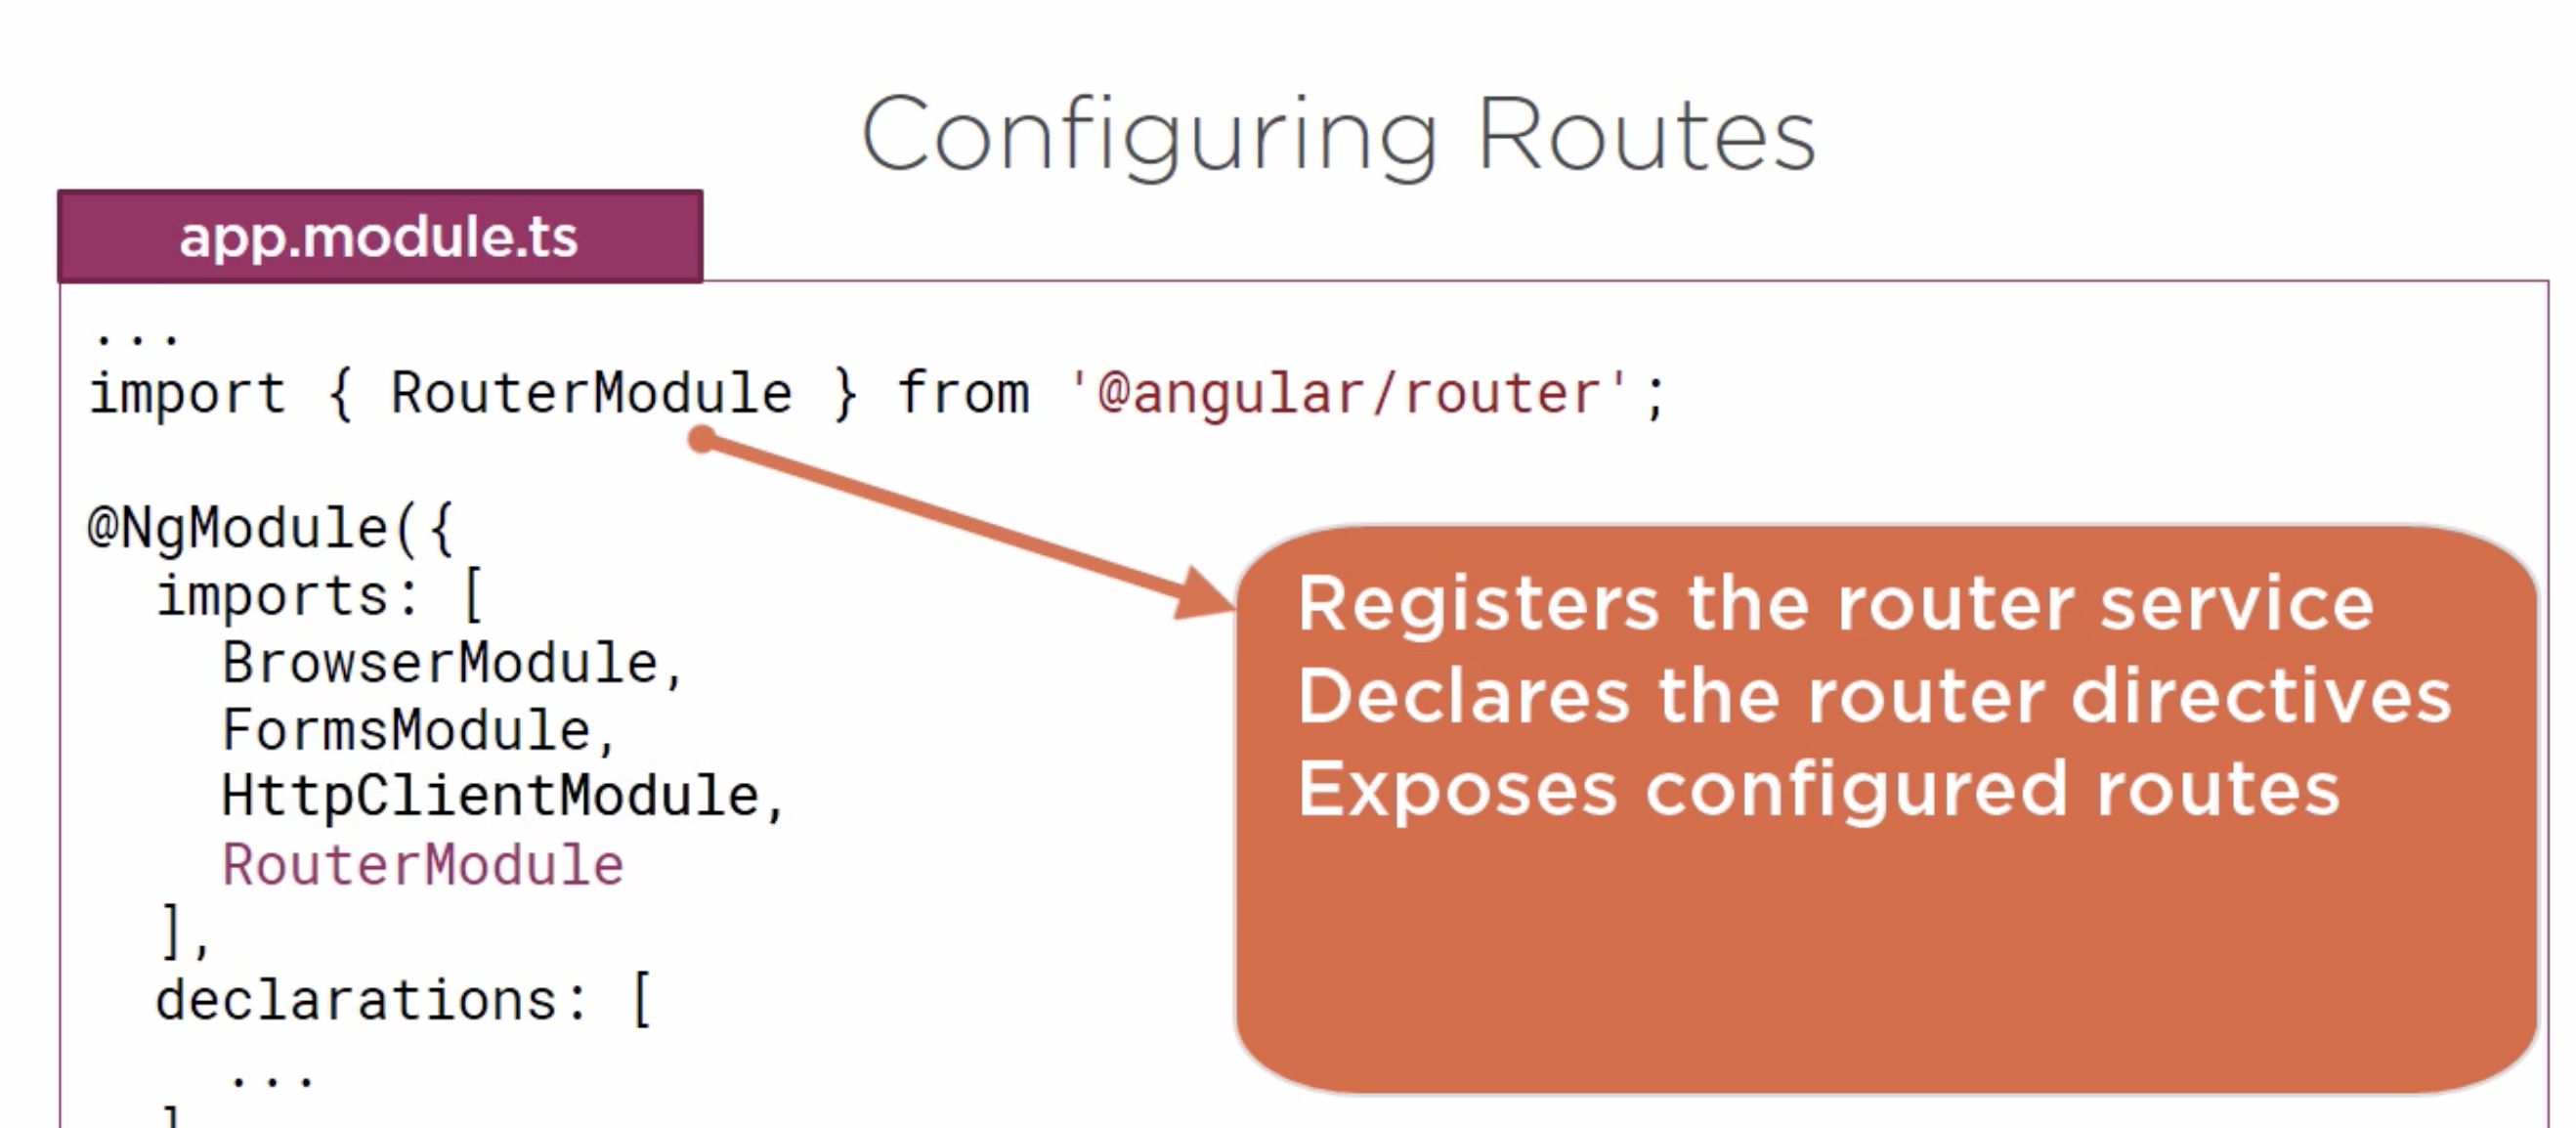 Configuring Routes
app.module.ts
...
import { RouterModule } from '@angular/router';
@NgModule({
imports: [
BrowserModule,
FormsModule,
HttpClientModule,
RouterModule
],
declarations: [
...
]
Registers the router service
Declares the router directives
Exposes configured routes